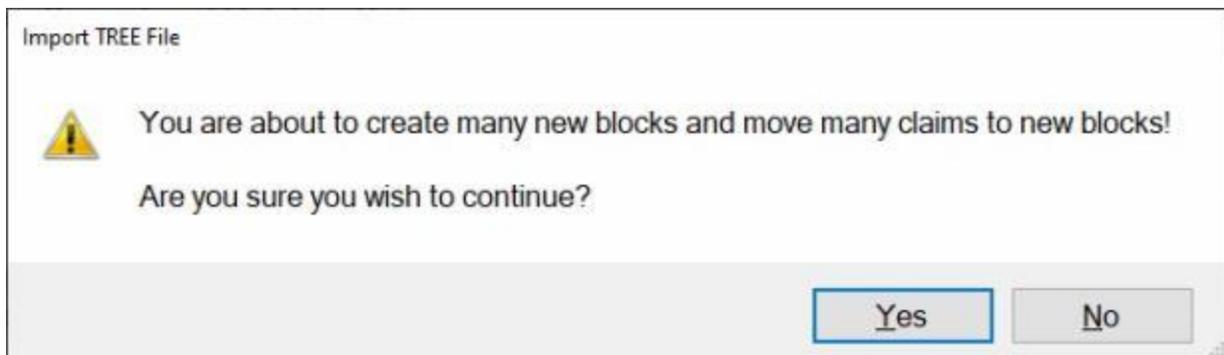 Import TREE File
You are about to create many new blocks and move many claims to new blocks!
Are you sure you wish to continue?
Yes No